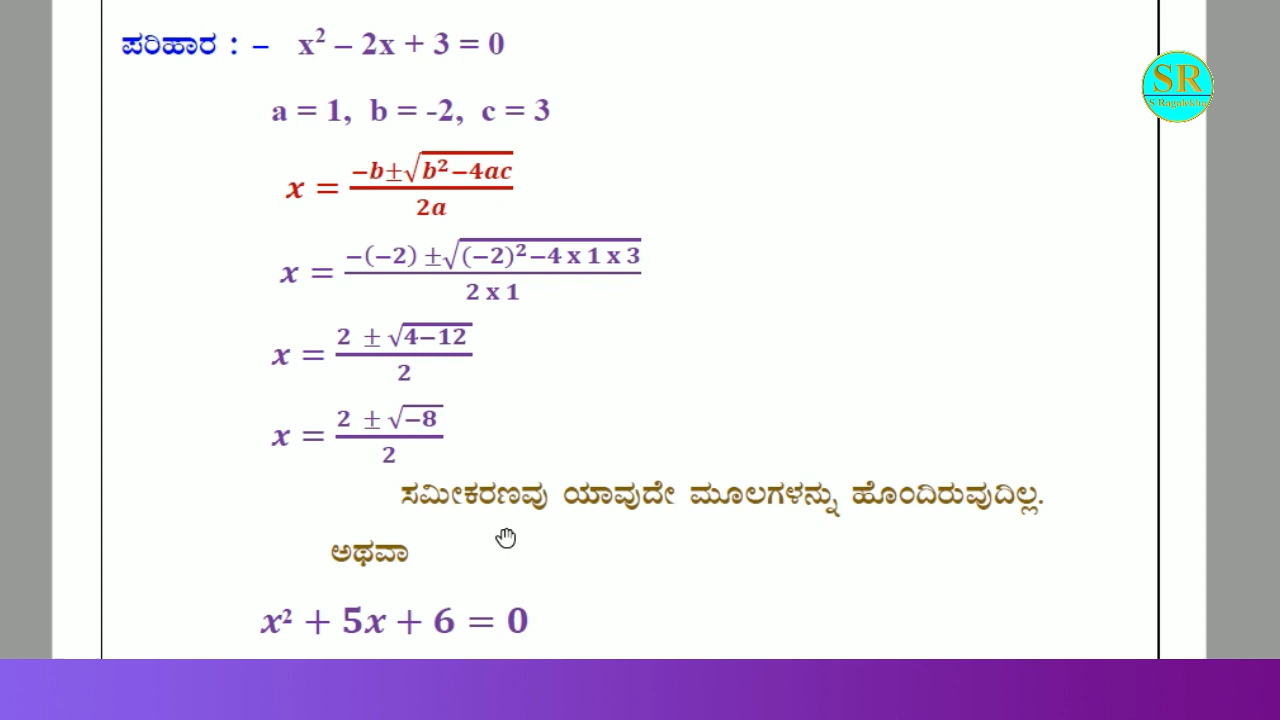 ಪರಿಹಾರ : – x² – 2x + 3 = 0
SR
S Ragalekha
a = 1, b = -2, c = 3
x = (−b±√(b²−4ac))/(2a)
x = (−(−2) ±√((−2)²−4 x 1 x 3))/(2 x 1)
x = (2 ±√(4−12))/2
x = (2 ±√(−8))/2
ಸಮೀಕರಣವು ಯಾವುದೇ ಮೂಲಗಳನ್ನು ಹೊಂದಿರುವುದಿಲ್ಲ.
ಅಥವಾ
x² + 5x + 6 = 0